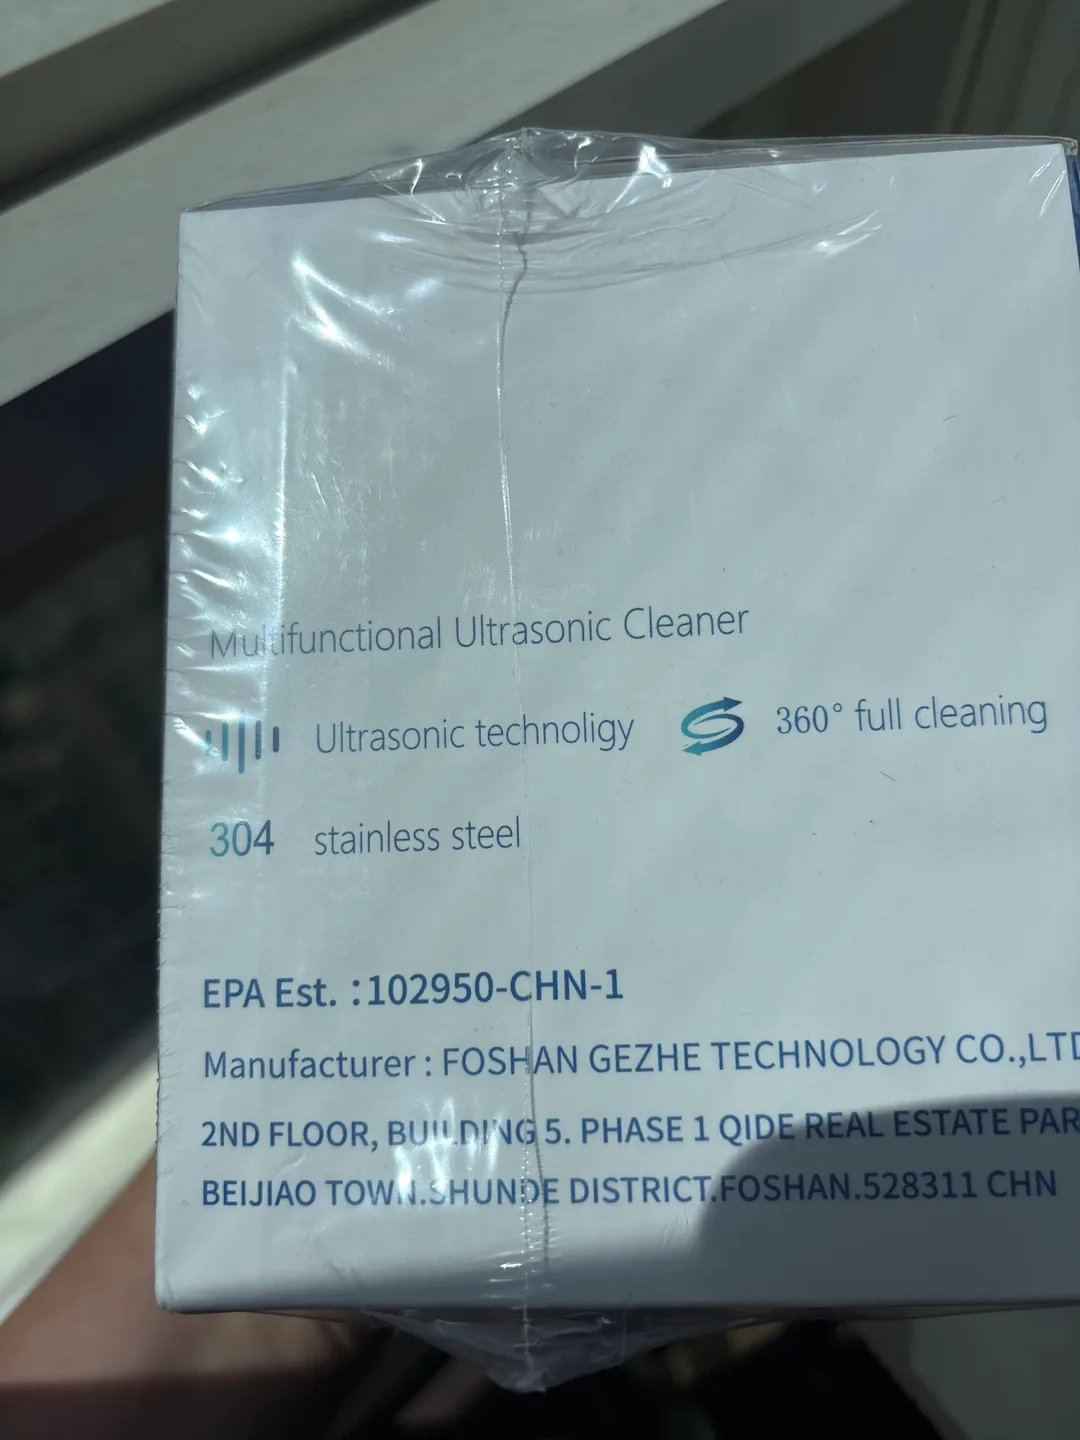 Multifunctional Ultrasonic Cleaner
Ultrasonic technoligy 360° full cleaning
304 stainless steel
EPA Est. :102950-CHN-1
Manufacturer : FOSHAN GEZHE TECHNOLOGY CO.,LTD
2ND FLOOR, BUILDING 5. PHASE 1 QIDE REAL ESTATE PAR
BEIJIAO TOWN.SHUNDE DISTRICT.FOSHAN.528311 CHN